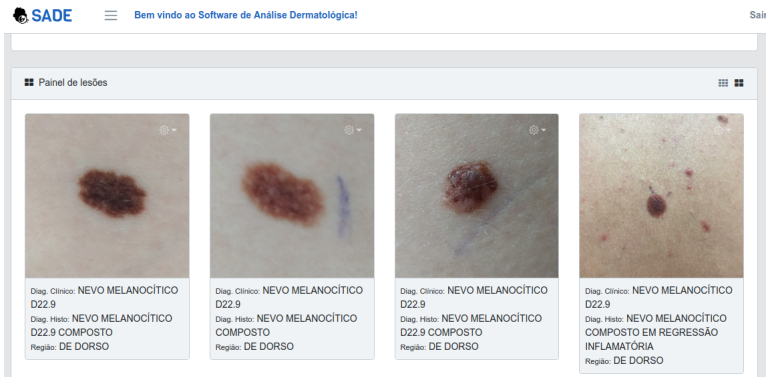 SADE
Bem vindo ao Software de Análise Dermatológica!
Sair
Painel de lesões
Diag. Clínico: NEVO MELANOCÍTICO
D22.9
Diag. Histo: NEVO MELANOCÍTICO
D22.9 COMPOSTO
Região: DE DORSO
Diag. Clínico: NEVO MELANOCÍTICO
D22.9
Diag. Histo: NEVO MELANOCÍTICO
COMPOSTO
Região: DE DORSO
Diag. Clínico: NEVO MELANOCÍTICO
D22.9
Diag. Histo: NEVO MELANOCÍTICO
D22.9 COMPOSTO
Região: DE DORSO
Diag. Clínico: NEVO MELANOCÍTICO
D22.9
Diag. Histo: NEVO MELANOCÍTICO
COMPOSTO EM REGRESSÃO
INFLAMATÓRIA
Região: DE DORSO